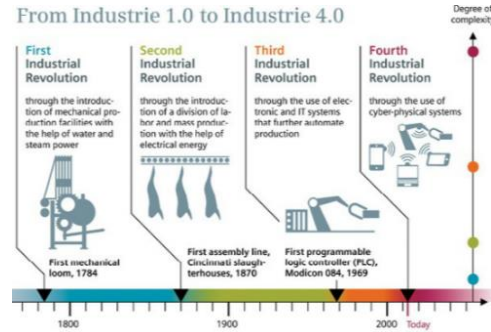 From Industrie 1.0 to Industrie 4.0
Degree of
complexity
First
Industrial
Revolution
through the introduc-
tion of mechanical pro-
duction facilities with
the help of water and
steam power
First mechanical
loom, 1784
Second
Industrial
Revolution
through the introduc-
tion of a division of la-
bor and mass production
with the help of
electrical energy
First assembly line,
Cincinnati slaugh-
terhouses, 1870
Third
Industrial
Revolution
through the use of elec-
tronic and IT systems
that further automate
production
First programmable
logic controller (PLC),
Modicon 084, 1969
Fourth
Industrial
Revolution
through the use of
cyber-physical systems
1800
1900
2000
Today